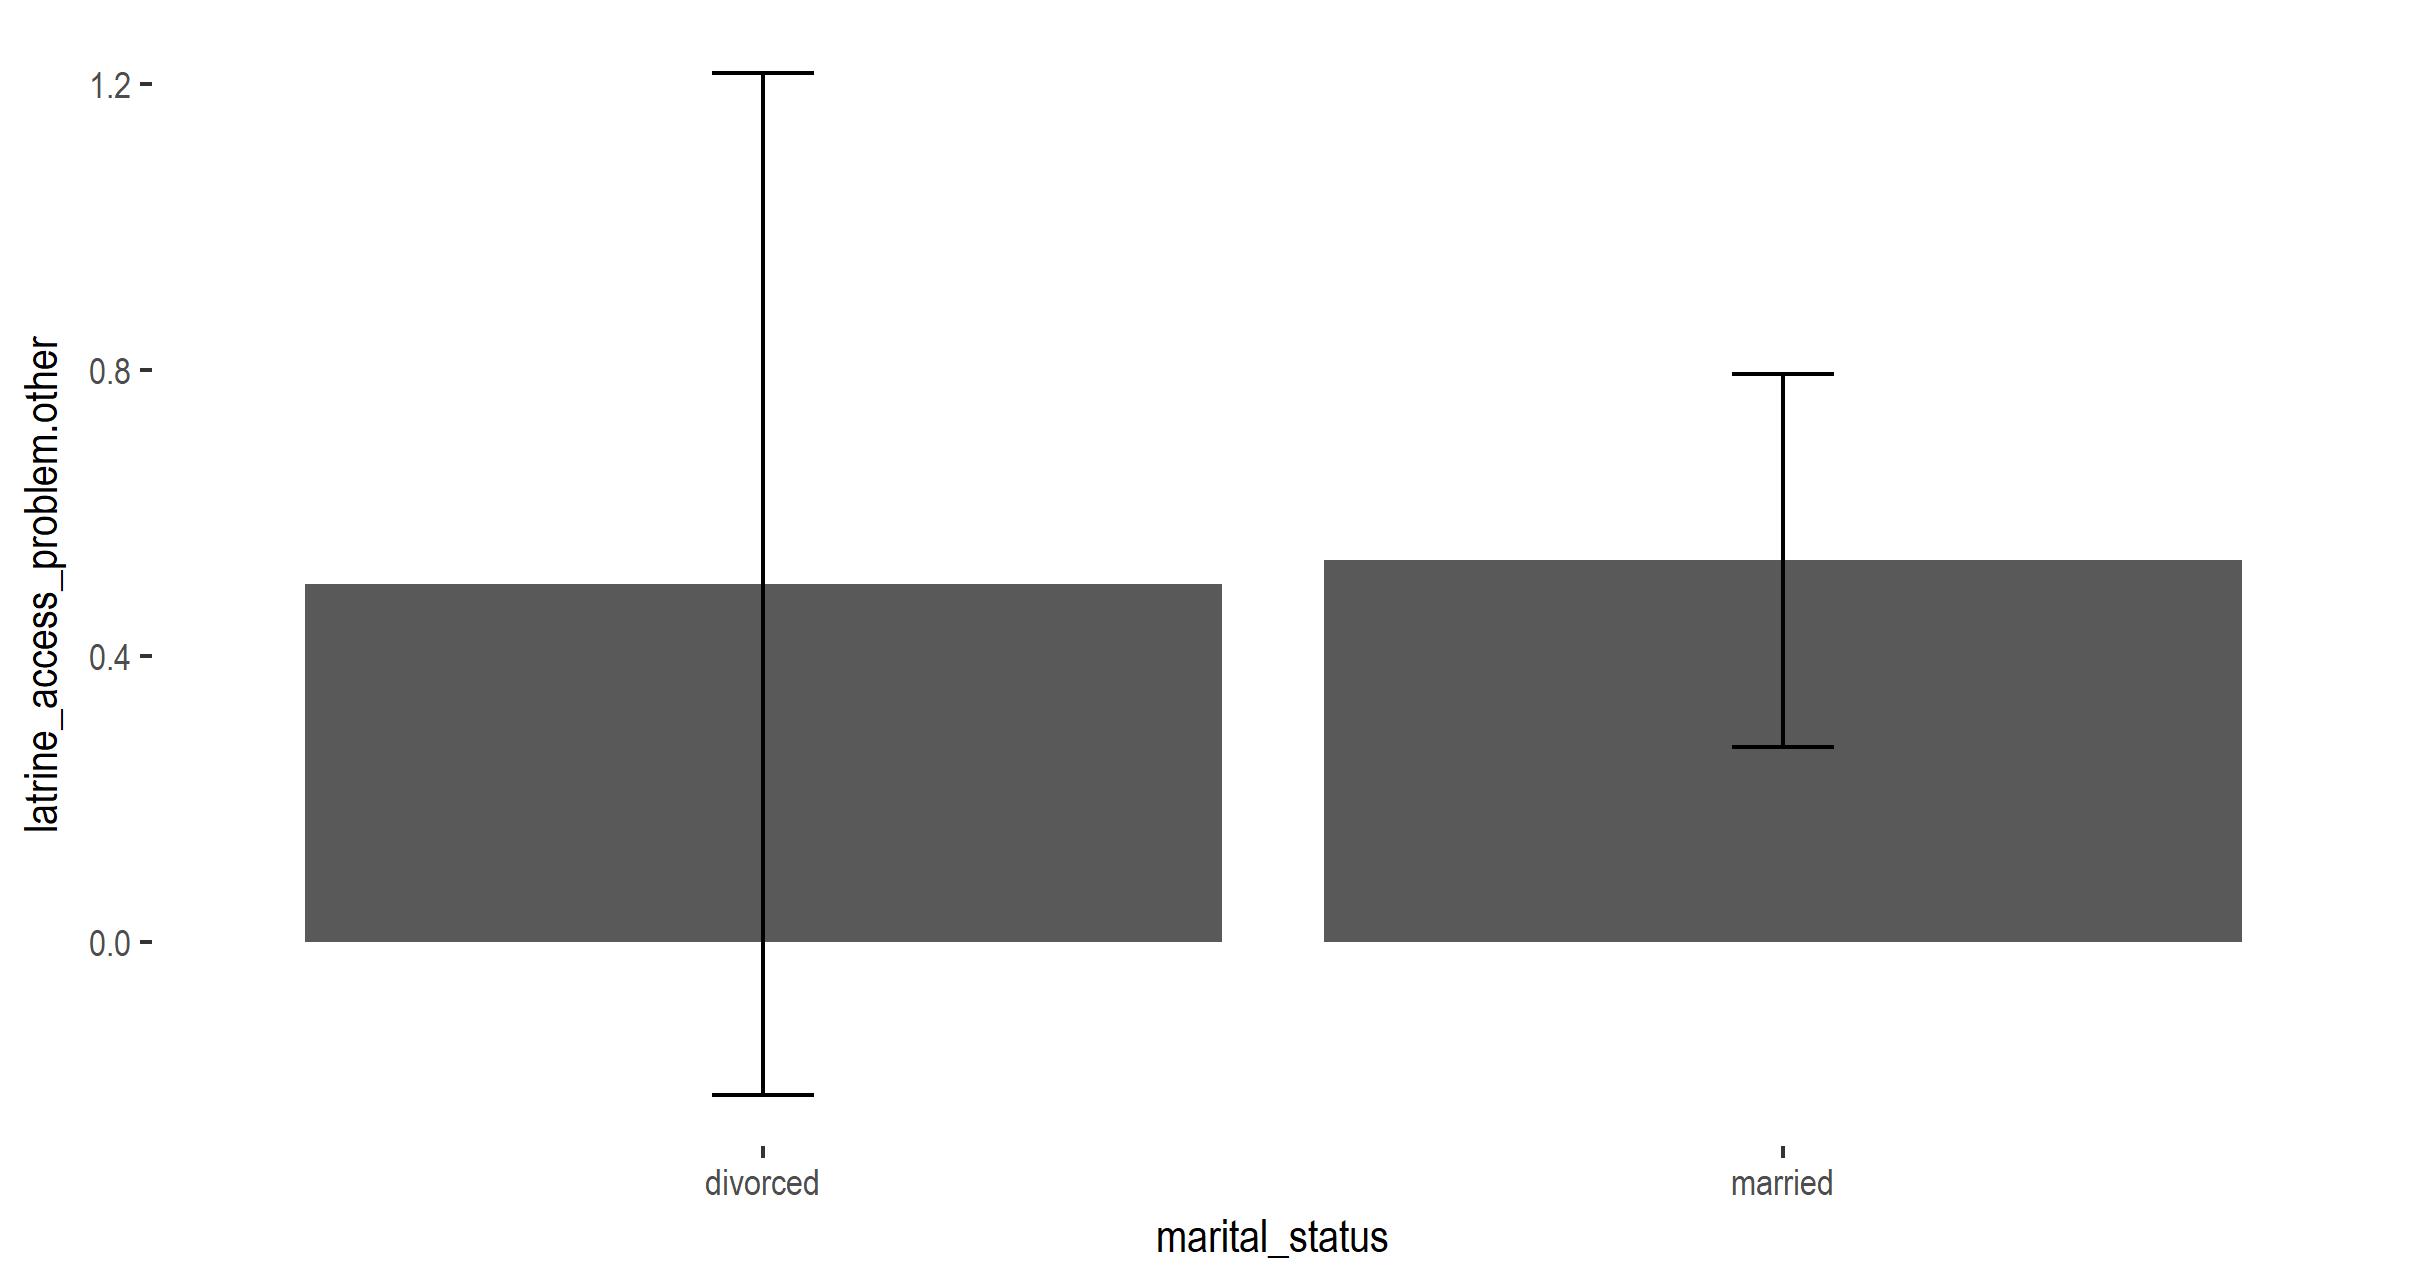 latrine_access_problem.other
1.2
0.8
0.4
0.0
divorced
married
marital_status